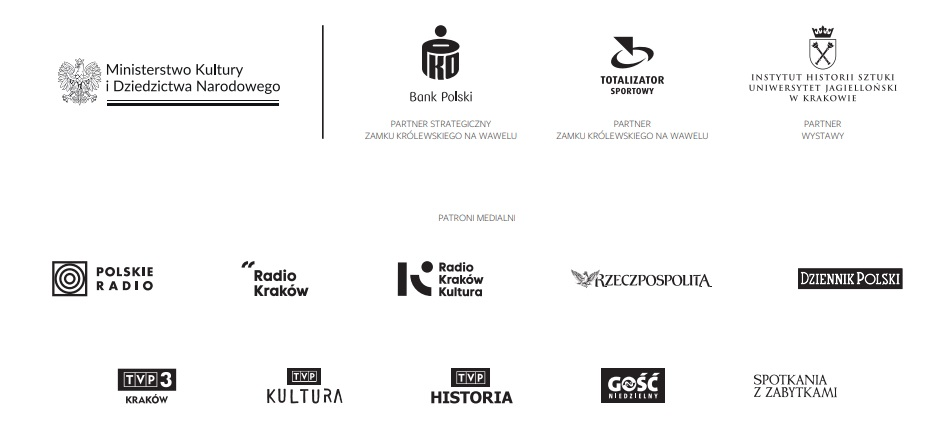 Ministerstwo Kultury
i Dziedzictwa Narodowego
PKO
Bank Polski
PARTNER STRATEGICZNY
ZAMKU KRÓLEWSKIEGO NA WAWELU
TOTALIZATOR
SPORTOWY
PARTNER
ZAMKU KRÓLEWSKIEGO NA WAWELU
INSTYTUT HISTORII SZTUKI
UNIWERSYTET JAGIELLOŃSKI
W KRAKOWIE
PARTNER
WYSTAWY
PATRONI MEDIALNI
POLSKIE
RADIO
Radio
Kraków
Radio
Kraków
Kultura
RZECZPOSPOLITA
DZIENNIK POLSKI
TVP3
KRAKÓW
TVP
KULTURA
TVP
HISTORIA
GOŚĆ
NIEDZIELNY
SPOTKANIA
Z ZABYTKAMI